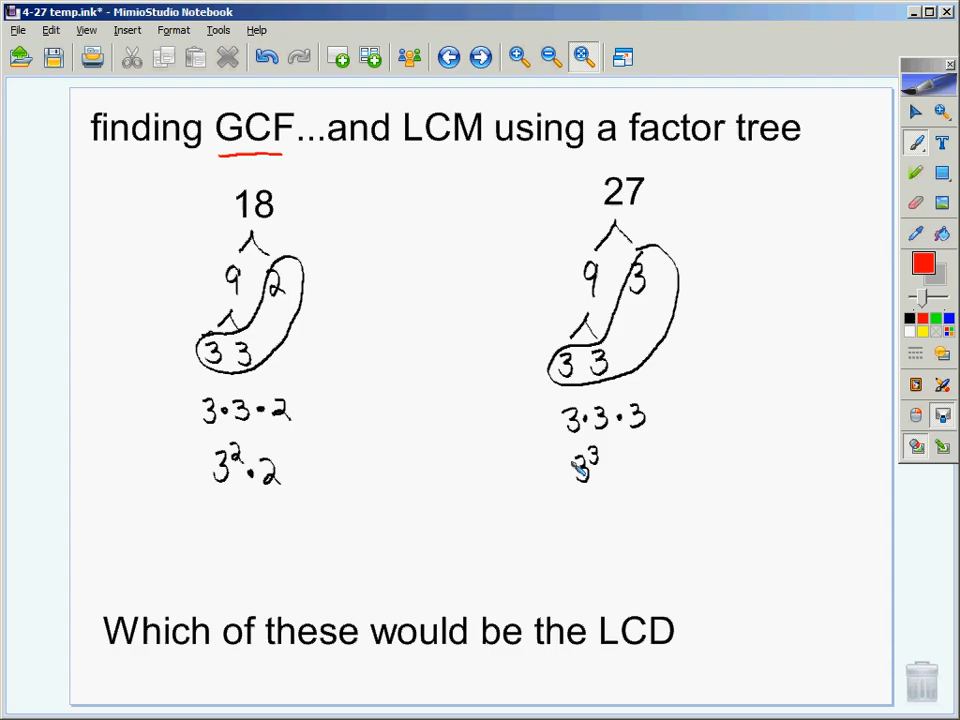 4-27 temp.ink* - MimioStudio Notebook
File Edit View Insert Format Tools Help
finding GCF...and LCM using a factor tree
18 27
9 2 9 3
3 3 3 3
3·3·2 3·3·3
3²·2 3³
Which of these would be the LCD